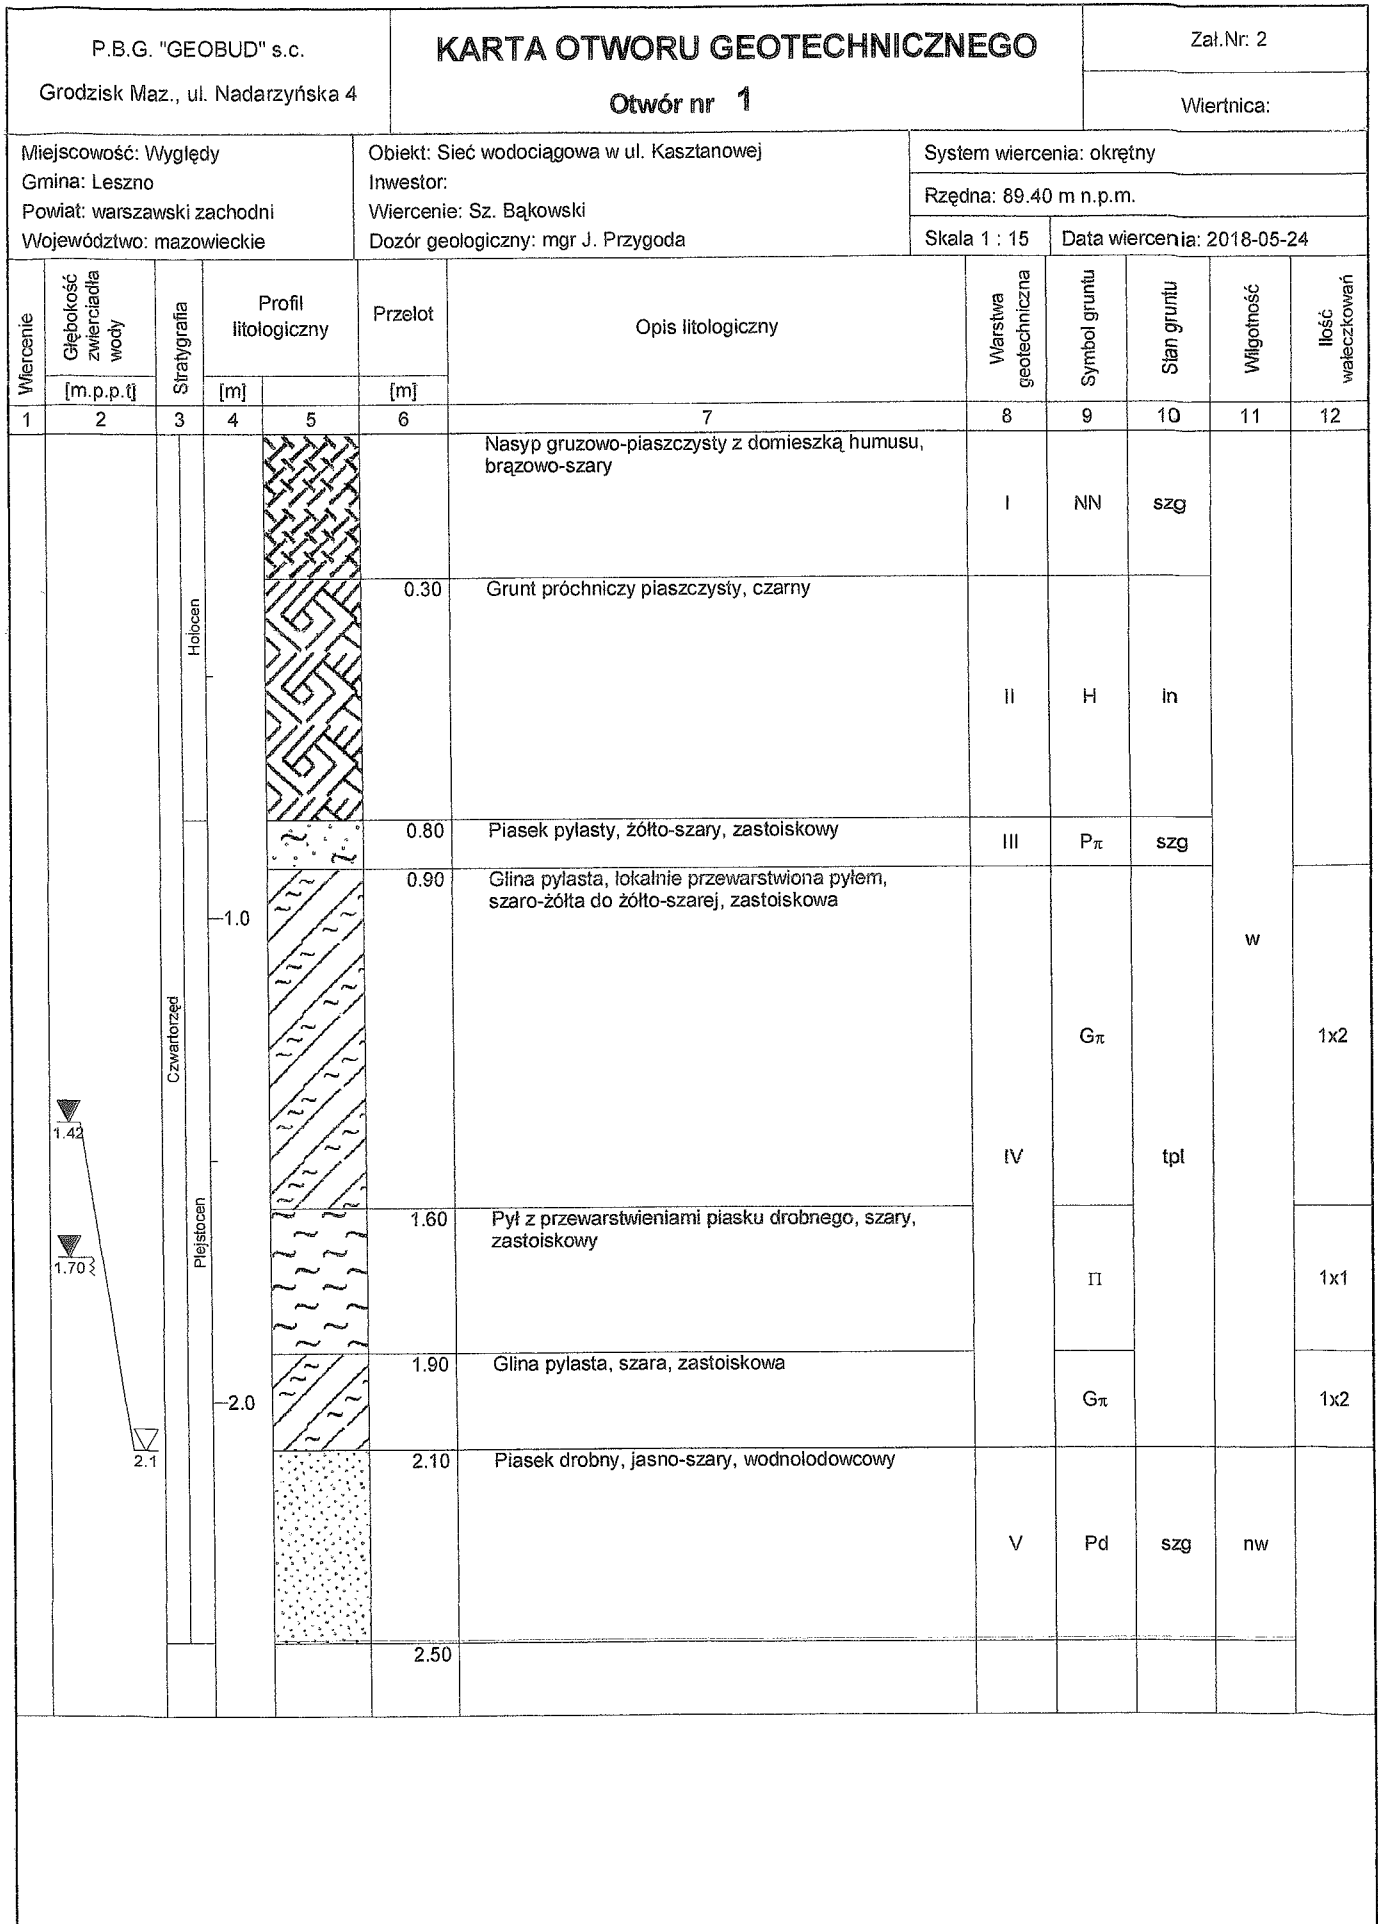 P.B.G. "GEOBUD" s.c.
Grodzisk Maz., ul. Nadarzyńska 4
KARTA OTWORU GEOTECHNICZNEGO
Otwór nr 1
Zał.Nr: 2
Wiertnica:
Miejscowość: Wyględy
Gmina: Leszno
Powiat: warszawski zachodni
Województwo: mazowieckie
Obiekt: Sieć wodociągowa w ul. Kasztanowej
Inwestor:
Wiercenie: Sz. Bąkowski
Dozór geologiczny: mgr J. Przygoda
System wiercenia: okrętny
Rzędna: 89.40 m n.p.m.
Skala 1 : 15
Data wiercenia: 2018-05-24
Wiercenie
Głębokość
zwierciadła
wody
[m.p.p.t]
Stratygrafia
Profil
litologiczny
[m]
Przelot
[m]
Opis litologiczny
Warstwa
geotechniczna
Symbol gruntu
Stan gruntu
Wilgotność
Ilość
wałeczkowań
1 2 3 4 5 6 7 8 9 10 11 12
Nasyp gruzowo-piaszczysty z domieszką humusu,
brązowo-szary
I NN szg
Holocen
0.30 Grunt próchniczy piaszczysty, czarny
II H ln
0.80 Piasek pylasty, żółto-szary, zastoiskowy
III Pπ szg
0.90 Glina pylasta, lokalnie przewarstwiona pyłem,
szaro-żółta do żółto-szarej, zastoiskowa
1.0
w
Czwartorzęd
Gπ 1x2
1.42
IV tpl
Plejstocen
1.60 Pył z przewarstwieniami piasku drobnego, szary,
zastoiskowy
1.70
Π 1x1
1.90 Glina pylasta, szara, zastoiskowa
2.0
Gπ 1x2
2.1
2.10 Piasek drobny, jasno-szary, wodnolodowcowy
V Pd szg nw
2.50